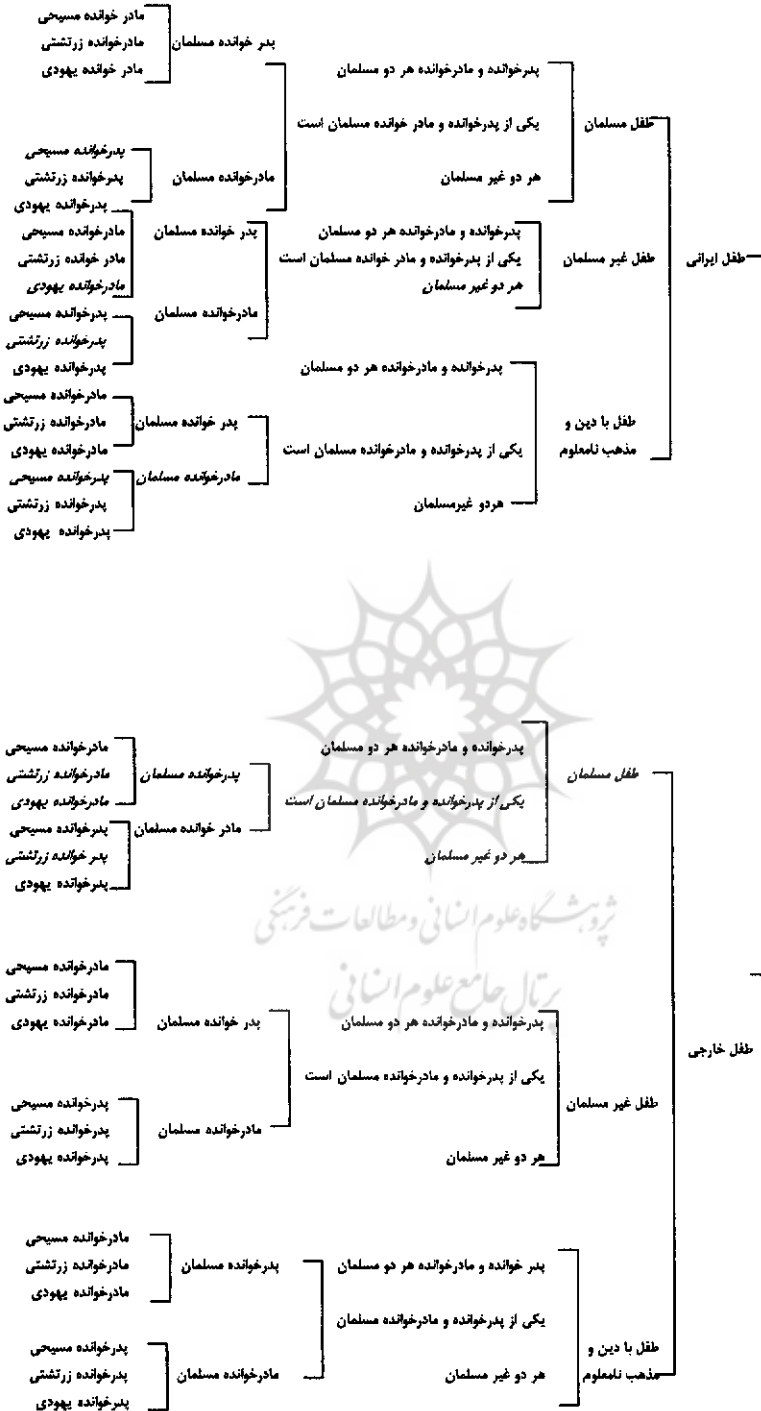 طفل ایرانی
طفل مسلمان
پدرخوانده و مادرخوانده هر دو مسلمان
یکی از پدرخوانده و مادر خوانده مسلمان است
پدر خوانده مسلمان
مادر خوانده مسیحی
مادرخوانده زرتشتی
مادر خوانده یهودی
مادرخوانده مسلمان
پدرخوانده مسیحی
پدرخوانده زرتشتی
پدرخوانده یهودی
هر دو غیر مسلمان
طفل غیر مسلمان
پدرخوانده و مادرخوانده هر دو مسلمان
یکی از پدرخوانده و مادر خوانده مسلمان است
پدر خوانده مسلمان
مادرخوانده مسیحی
مادر خوانده زرتشتی
مادرخوانده یهودی
مادرخوانده مسلمان
پدرخوانده مسیحی
پدرخوانده زرتشتی
پدرخوانده یهودی
هر دو غیر مسلمان
طفل با دین و
مذهب نامعلوم
پدرخوانده و مادرخوانده هر دو مسلمان
یکی از پدرخوانده و مادرخوانده مسلمان است
پدر خوانده مسلمان
مادرخوانده مسیحی
مادرخوانده زرتشتی
مادرخوانده یهودی
مادرخوانده مسلمان
پدرخوانده مسیحی
پدرخوانده زرتشتی
پدرخوانده یهودی
هردو غیرمسلمان
طفل خارجی
طفل مسلمان
پدرخوانده و مادرخوانده هر دو مسلمان
یکی از پدرخوانده و مادرخوانده مسلمان است
پدرخوانده مسلمان
مادرخوانده مسیحی
مادرخوانده زرتشتی
مادرخوانده یهودی
مادر خوانده مسلمان
پدرخوانده مسیحی
پدر خوانده زرتشتی
پدرخوانده یهودی
هر دو غیر مسلمان
پژوهشگاه علوم انسانی و مطالعات فرهنگی
پرتال جامع علوم انسانی
طفل غیر مسلمان
پدرخوانده و مادرخوانده هر دو مسلمان
یکی از پدرخوانده و مادرخوانده مسلمان است
پدر خوانده مسلمان
مادرخوانده مسیحی
مادرخوانده زرتشتی
مادرخوانده یهودی
مادرخوانده مسلمان
پدرخوانده مسیحی
پدرخوانده زرتشتی
پدرخوانده یهودی
هر دو غیر مسلمان
طفل با دین و
مذهب نامعلوم
پدر خوانده و مادرخوانده هر دو مسلمان
یکی از پدرخوانده و مادرخوانده مسلمان
پدرخوانده مسلمان
مادرخوانده مسیحی
مادرخوانده زرتشتی
مادرخوانده یهودی
مادرخوانده مسلمان
پدرخوانده مسیحی
پدرخوانده زرتشتی
پدرخوانده یهودی
هر دو غیر مسلمان